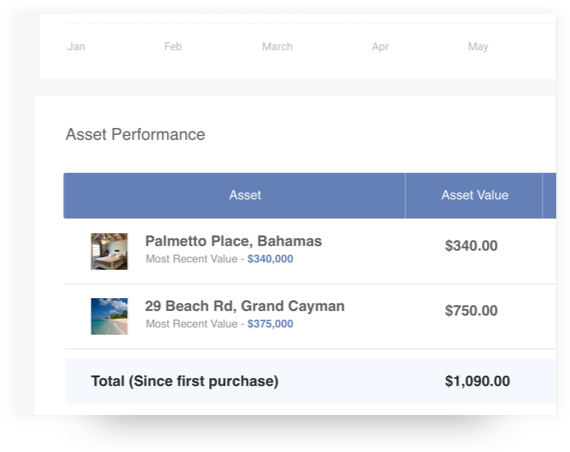 Jan Feb March Apr May
Asset Performance
Asset Asset Value
Palmetto Place, Bahamas $340.00
Most Recent Value - $340,000
29 Beach Rd, Grand Cayman $750.00
Most Recent Value - $375,000
Total (Since first purchase) $1,090.00